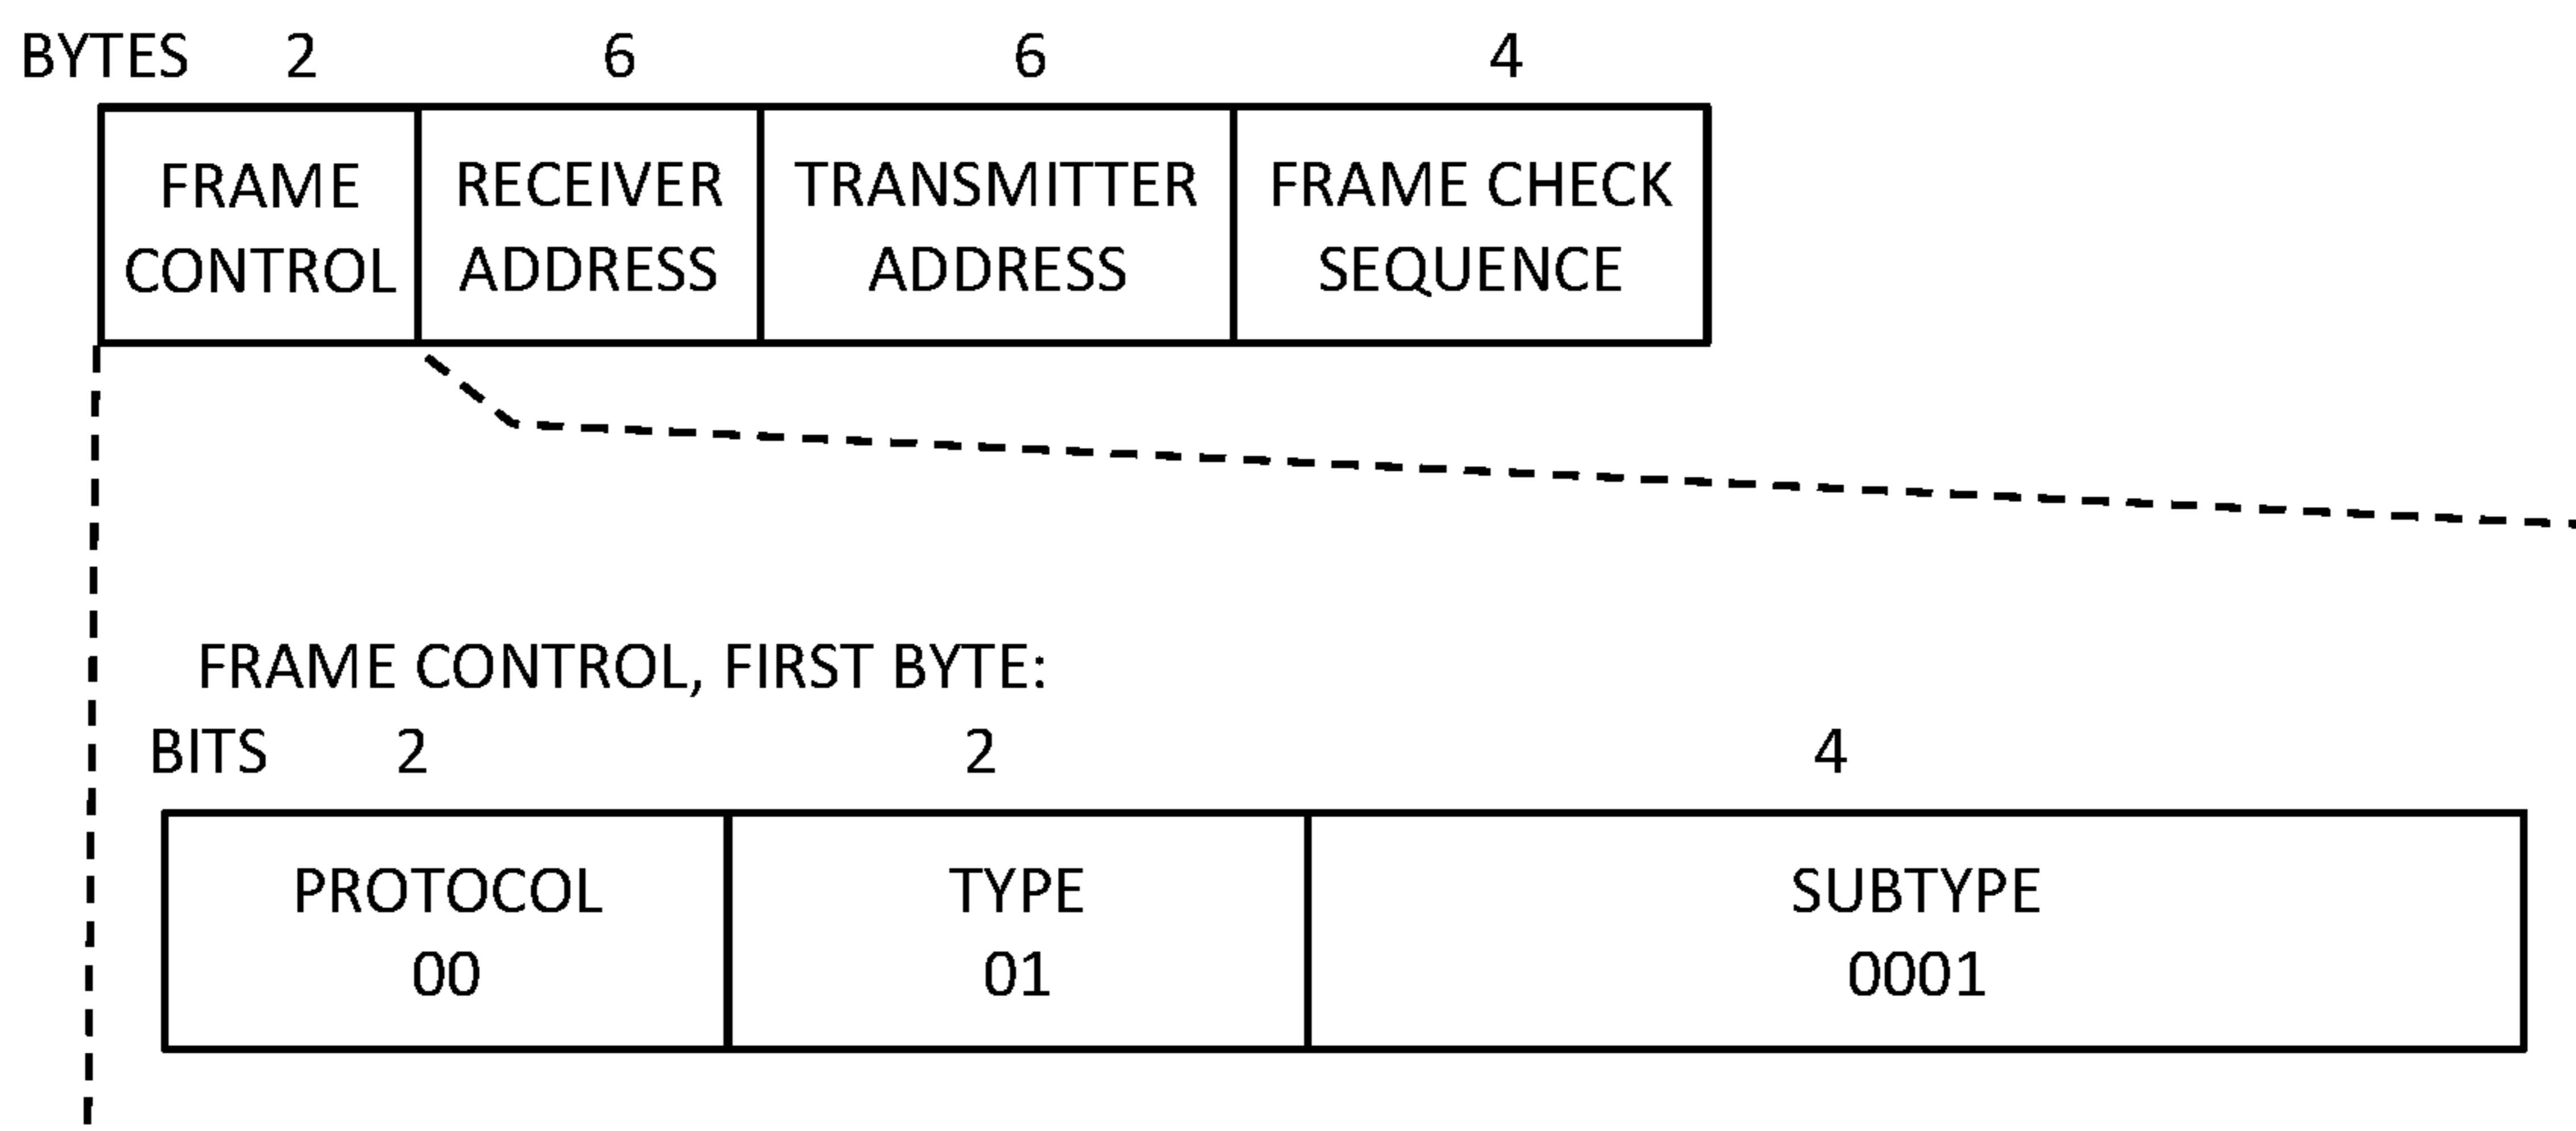 BYTES 2 6 6 4
FRAME CONTROL RECEIVER ADDRESS TRANSMITTER ADDRESS FRAME CHECK SEQUENCE
FRAME CONTROL, FIRST BYTE:
BITS 2 2 4
PROTOCOL TYPE SUBTYPE
00 01 0001